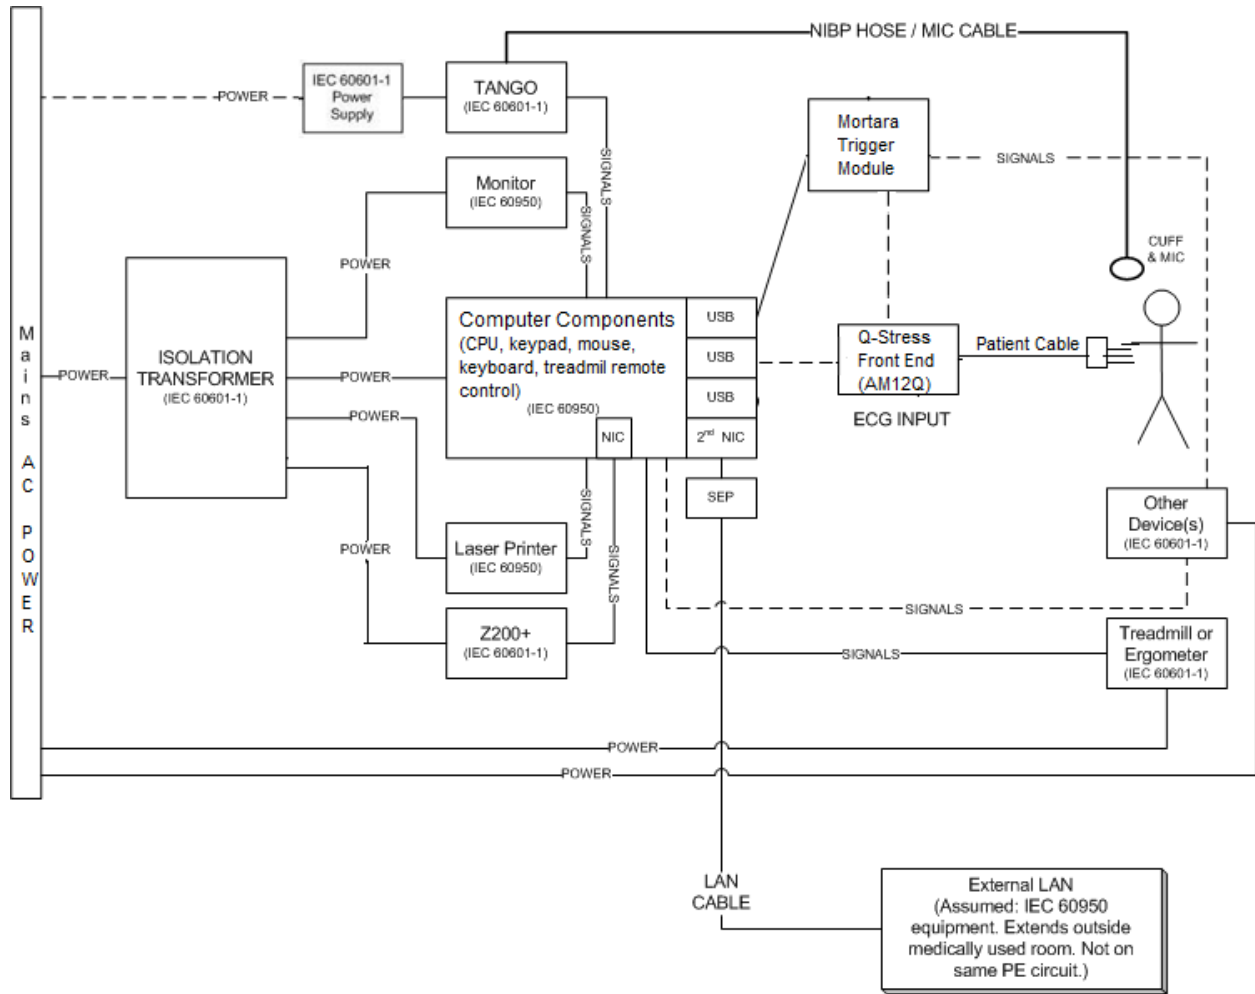 NIBP HOSE / MIC CABLE
IEC 60601-1
Power
Supply
POWER
TANGO
(IEC 60601-1)
SIGNALS
Mortara
Trigger
Module
SIGNALS
Monitor
(IEC 60950)
SIGNALS
CUFF
& MIC
POWER
Mains AC POWER
POWER
ISOLATION
TRANSFORMER
(IEC 60601-1)
POWER
POWER
POWER
Computer Components
(CPU, keypad, mouse,
keyboard, treadmil remote
control)
(IEC 60950)
NIC
USB
USB
USB
2nd NIC
SEP
Q-Stress
Front End
(AM12Q)
ECG INPUT
Patient Cable
Other
Device(s)
(IEC 60601-1)
Laser Printer
(IEC 60950)
SIGNALS
SIGNALS
Z200+
(IEC 60601-1)
SIGNALS
SIGNALS
Treadmill or
Ergometer
(IEC 60601-1)
POWER
POWER
LAN
CABLE
External LAN
(Assumed: IEC 60950
equipment. Extends outside
medically used room. Not on
same PE circuit.)